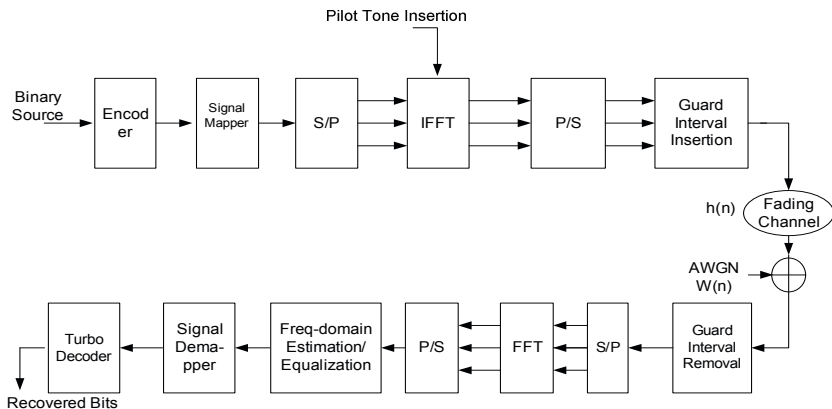 Pilot Tone Insertion
Binary
Source
Encod
er
Signal
Mapper
S/P
IFFT
P/S
Guard
Interval
Insertion
h(n)
Fading
Channel
AWGN
W(n)
Turbo
Decoder
Signal
Dema-
pper
Freq-domain
Estimation/
Equalization
P/S
FFT
S/P
Guard
Interval
Removal
Recovered Bits